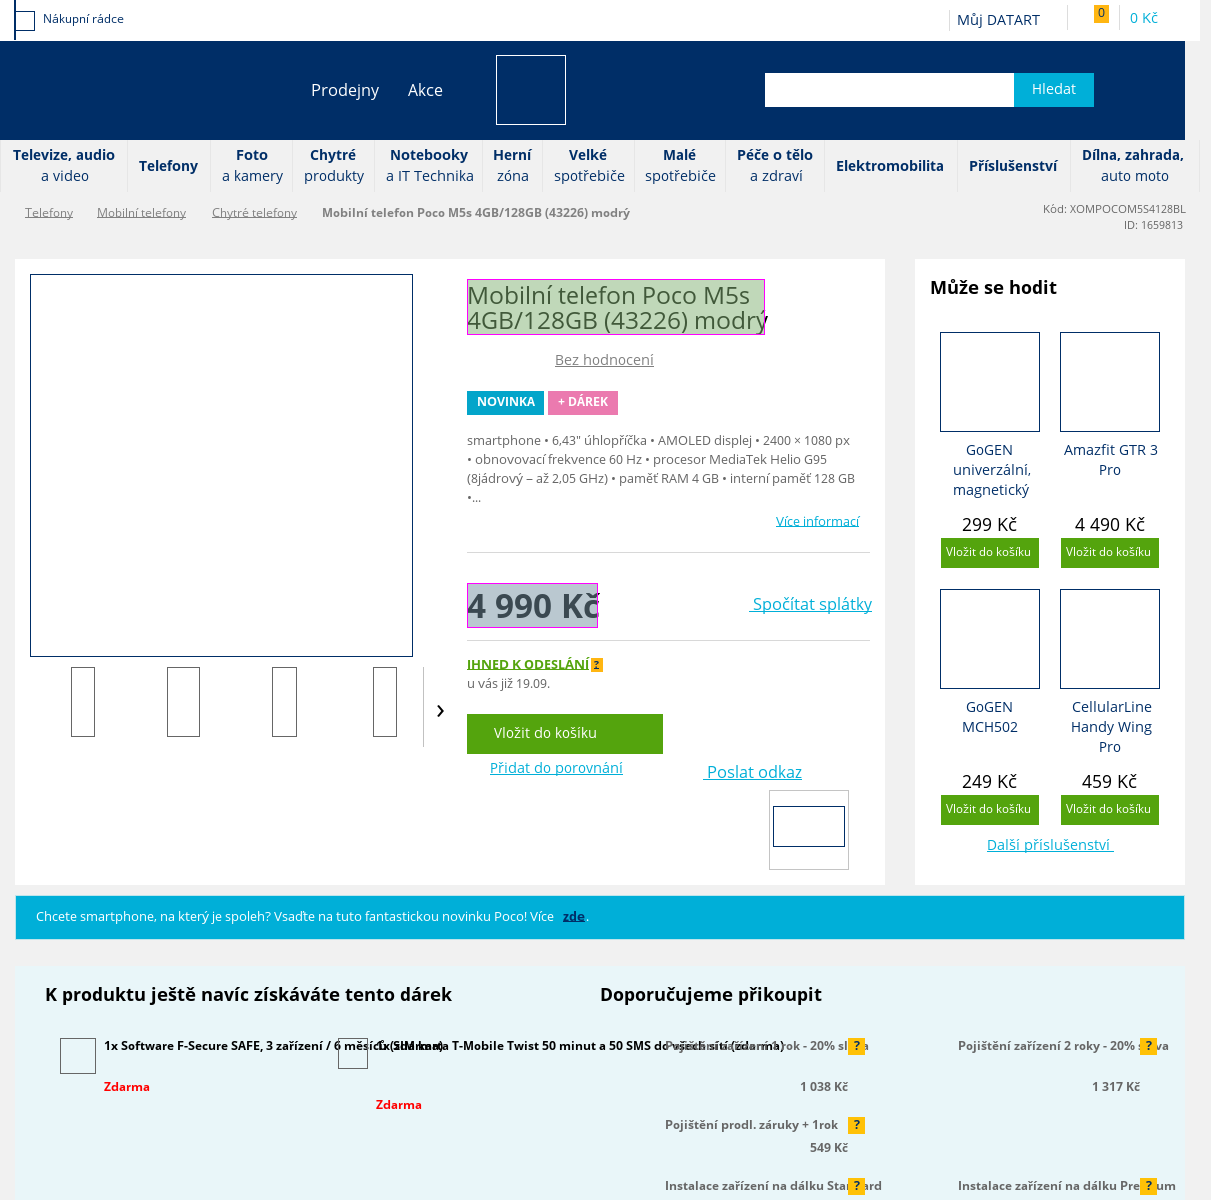 Nákupní rádce
Můj DATART
0
0 Kč
Prodejny
Akce
Hledat
Televize, audio
a video
Telefony
Foto
a kamery
Chytré
produkty
Notebooky
a IT Technika
Herní
zóna
Velké
spotřebiče
Malé
spotřebiče
Péče o tělo
a zdraví
Elektromobilita
Příslušenství
Dílna, zahrada,
auto moto
Telefony
Mobilní telefony
Chytré telefony
Mobilní telefon Poco M5s 4GB/128GB (43226) modrý
Kód: XOMPOCOM5S4128BL
ID: 1659813
Mobilní telefon Poco M5s
4GB/128GB (43226) modrý
Bez hodnocení
NOVINKA
+ DÁREK
smartphone • 6,43" úhlopříčka • AMOLED displej • 2400 × 1080 px
• obnovovací frekvence 60 Hz • procesor MediaTek Helio G95
(8jádrový – až 2,05 GHz) • paměť RAM 4 GB • interní paměť 128 GB
•...
Více informací
4 990 Kč
Spočítat splátky
IHNED K ODESLÁNÍ ?
u vás již 19.09.
Vložit do košíku
Přidat do porovnání
Poslat odkaz
Může se hodit
GoGEN
univerzální,
magnetický
299 Kč
Vložit do košíku
Amazfit GTR 3
Pro
4 490 Kč
Vložit do košíku
GoGEN
MCH502
249 Kč
Vložit do košíku
CellularLine
Handy Wing
Pro
459 Kč
Vložit do košíku
Další příslušenství
Chcete smartphone, na který je spoleh? Vsaďte na tuto fantastickou novinku Poco! Více zde.
K produktu ještě navíc získáváte tento dárek
1x Software F-Secure SAFE, 3 zařízení / 6 měsíců (zdarma)
Zdarma
1x SIM karta T-Mobile Twist 50 minut a 50 SMS do všech sítí (zdarma)
Zdarma
Doporučujeme přikoupit
Pojištění zařízení 1 rok - 20% sleva
?
1 038 Kč
Pojištění zařízení 2 roky - 20% sleva
?
1 317 Kč
Pojištění prodl. záruky + 1rok
?
549 Kč
Instalace zařízení na dálku Standard
?
Instalace zařízení na dálku Premium
?